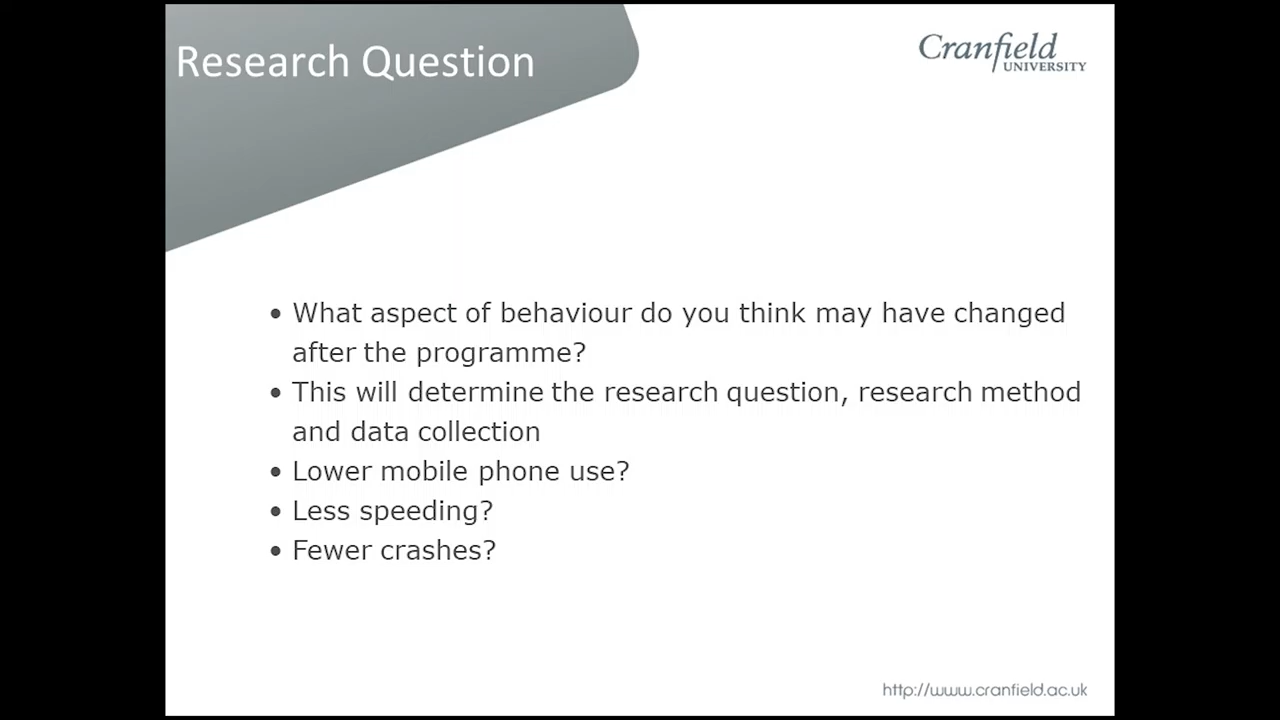 Research Question
Cranfield
UNIVERSITY
• What aspect of behaviour do you think may have changed
after the programme?
• This will determine the research question, research method
and data collection
• Lower mobile phone use?
• Less speeding?
• Fewer crashes?
http://www.cranfield.ac.uk